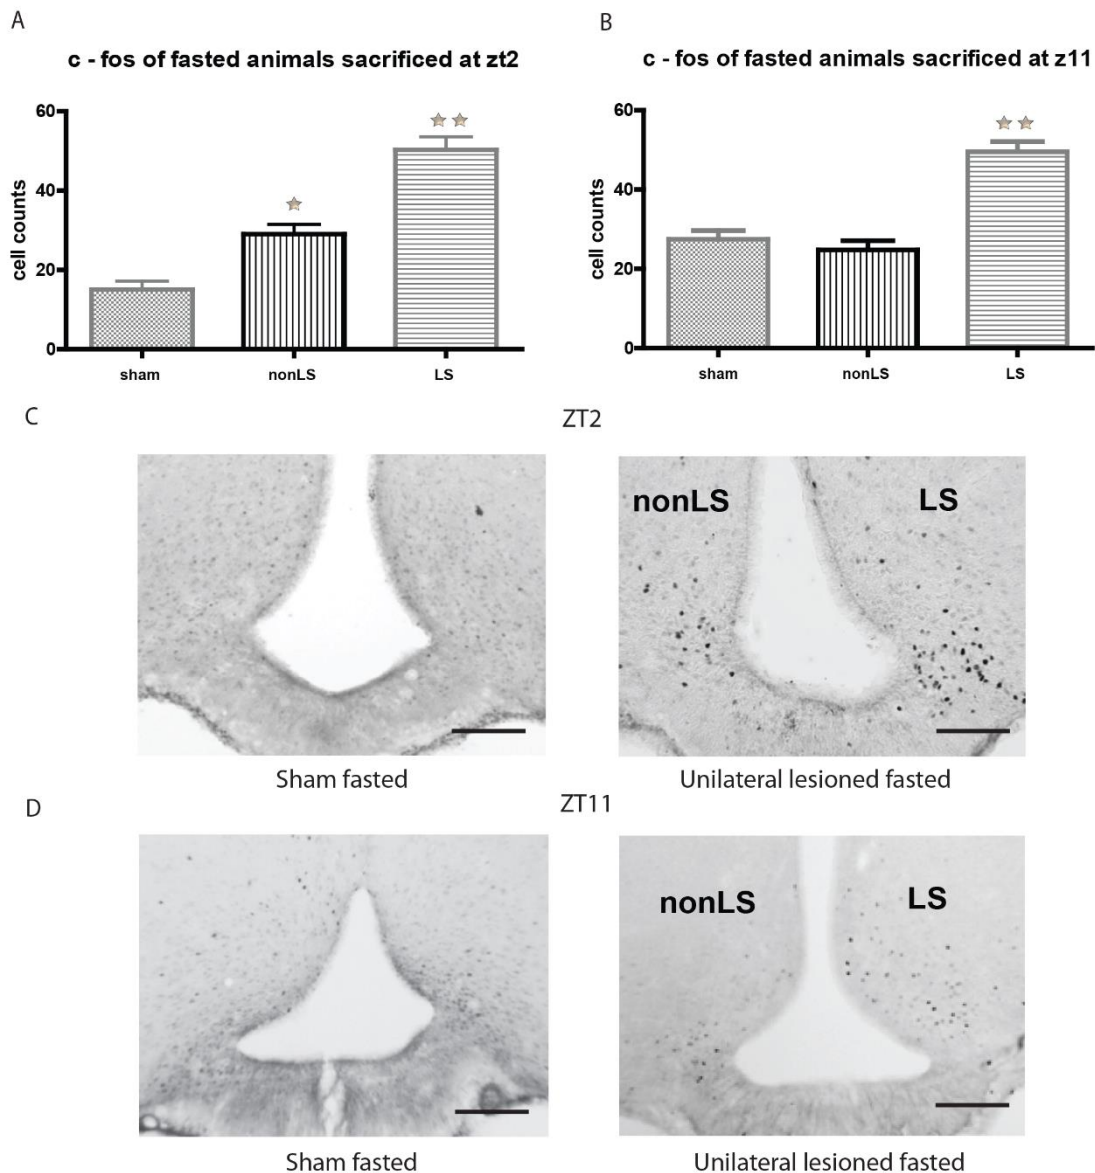 A
c - fos of fasted animals sacrificed at zt2
60
40
20
0
cell counts
sham
nonLS
LS
B
c - fos of fasted animals sacrificed at z11
60
40
20
0
cell counts
sham
nonLS
LS
C
ZT2
nonLS
LS
Sham fasted
Unilateral lesioned fasted
D
ZT11
nonLS
LS
Sham fasted
Unilateral lesioned fasted